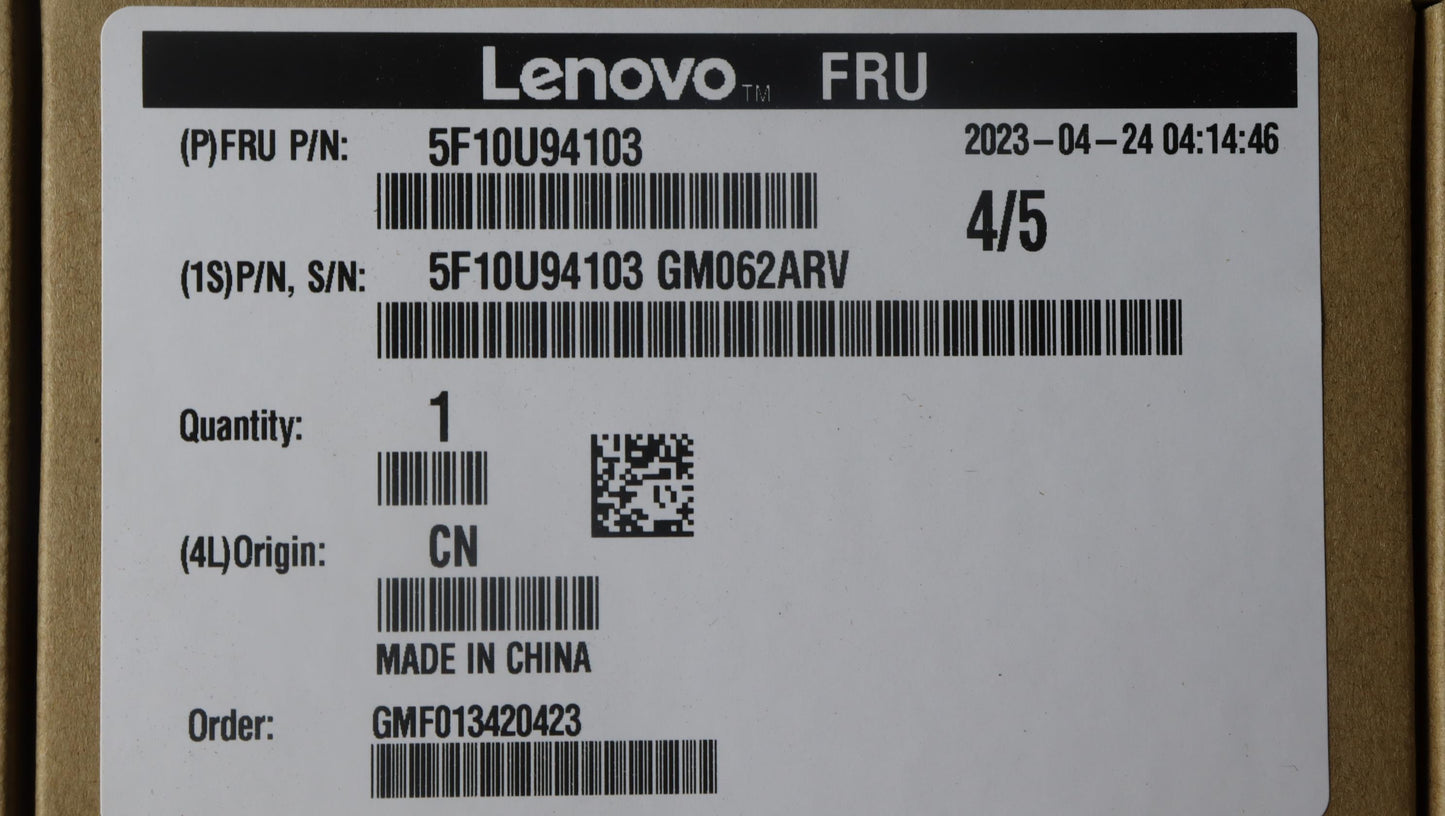 Lenovo™ FRU
(P)FRU P/N: 5F10U94103 2023-04-24 04:14:46
4/5
(1S)P/N, S/N: 5F10U94103 GM062ARV
Quantity: 1
(4L)Origin: CN
MADE IN CHINA
Order: GMF013420423